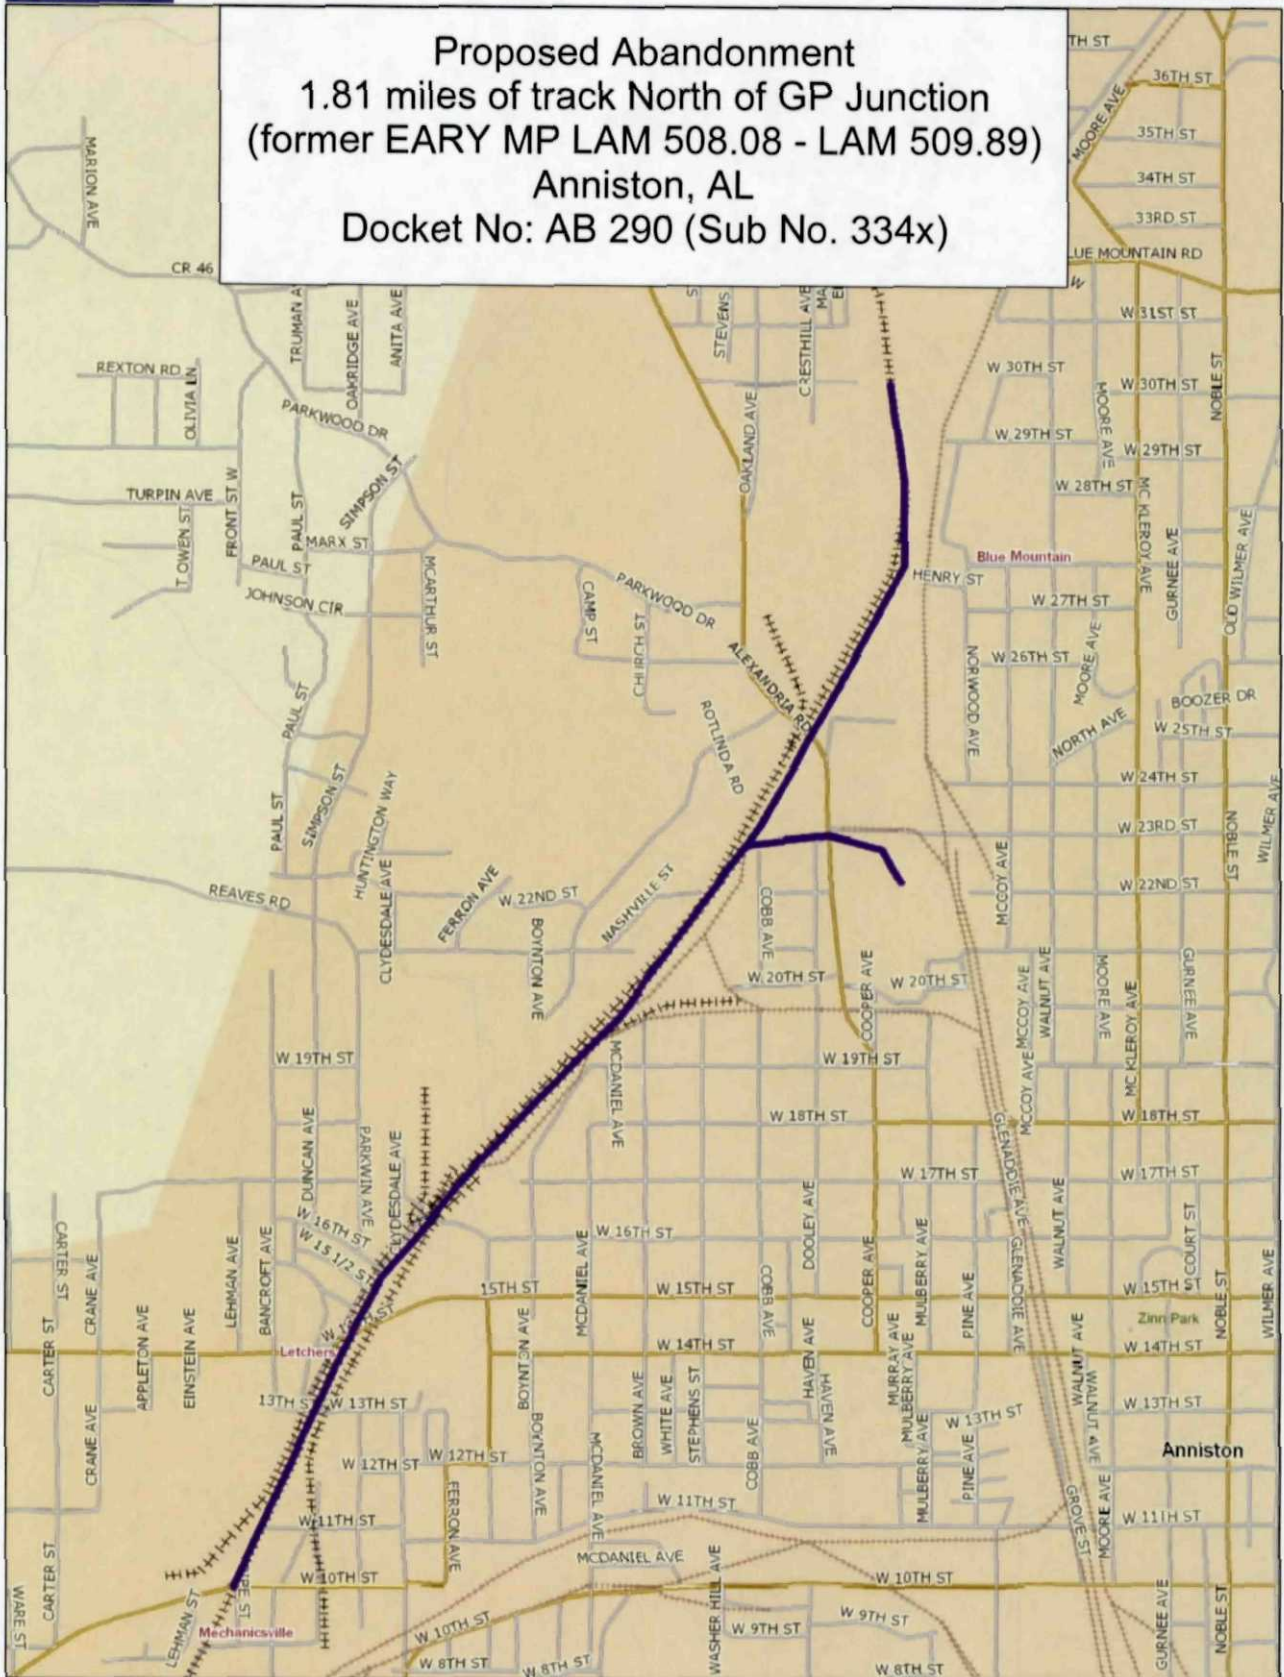 Proposed Abandonment
1.81 miles of track North of GP Junction
(former EARY MP LAM 508.08 - LAM 509.89)
Anniston, AL
Docket No: AB 290 (Sub No. 334x)
TH ST
36TH ST
MOORE AVE
35TH ST
34TH ST
33RD ST
LUE MOUNTAIN RD
MARION AVE
CR 46
W 31ST ST
TRUMAN A
OAKRIDGE AVE
ANITA AVE
STEVENS
CRESTHILL AVE
REXTON RD
OLIVIA LN
W 30TH ST
W 30TH ST
MOORE AVE
NOBLE ST
PARKWOOD DR
OAKLAND AVE
W 29TH ST
W 29TH ST
SIMPSON ST
W 28TH ST
TURPIN AVE
FRONT ST W
PAUL ST
T OWEN ST
MC KLEROY AVE
GURNEE AVE
OLD WILMER AVE
MARX ST
Blue Mountain
PAUL ST
MCARTHUR ST
CAMP ST
PARKWOOD DR
HENRY ST
JOHNSON CIR
CHURCH ST
W 27TH ST
ALEXANDRIA RD
NORWOOD AVE
W 26TH ST
MOORE AVE
BOOZER DR
PAUL ST
ROTLINDA RD
NORTH AVE
W 25TH ST
SIMPSON ST
HUNTINGTON WAY
W 24TH ST
PAUL ST
W 23RD ST
NOBLE ST
WILMER AVE
REAVES RD
CLYDESDALE AVE
FERRON AVE
W 22ND ST
NASHVILLE ST
COBB AVE
MCCOY AVE
W 22ND ST
BOYNTON AVE
W 20TH ST
COOPER AVE
W 20TH ST
MCCOY AVE
WALNUT AVE
MOORE AVE
MC KLEROY AVE
GURNEE AVE
W 19TH ST
MCDANIEL AVE
W 19TH ST
MCCOY AVE
W 18TH ST
W 18TH ST
DUNCAN AVE
PARKWIN AVE
LYDESDALE AVE
GLENADDIE AVE
W 17TH ST
W 17TH ST
W 16TH ST
W 15 1/2 ST
W 16TH ST
DOOLEY AVE
WALNUT AVE
COURT ST
CARTER ST
CRANE AVE
LEHMAN AVE
BANCROFT AVE
MCDANIEL AVE
COOPER AVE
MULBERRY AVE
GLENADDIE AVE
15TH ST
W 15TH ST
COBB AVE
PINE AVE
W 15TH ST
NOBLE ST
WILMER AVE
Zinn Park
CARTER ST
APPLETON AVE
EINSTEIN AVE
Letchers
W 14TH ST
HAVEN AVE
MURRAY AVE
WALNUT AVE
W 14TH ST
BOYNTON AVE
13TH S
W 13TH ST
BROWN AVE
WHITE AVE
STEPHENS ST
HAVEN AVE
MULBERRY AVE
W 13TH ST
WALNUT AVE
W 13TH ST
CRANE AVE
W 12TH ST
W 12TH ST
BOYNTON AVE
MCDANIEL AVE
COBB AVE
MULBERRY AVE
PINE AVE
Anniston
W 11TH ST
FERRON AVE
W 11TH ST
GROVE ST
MOORE AVE
W 11TH ST
MCDANIEL AVE
WARE ST
CARTER ST
LEHMAN ST
W 10TH ST
W 10TH ST
WASHER HILL AVE
GURNEE AVE
NOBLE ST
Mechanicsville
W 10TH ST
W 9TH ST
W 9TH ST
W 8TH ST
W 8TH ST
W 8TH ST